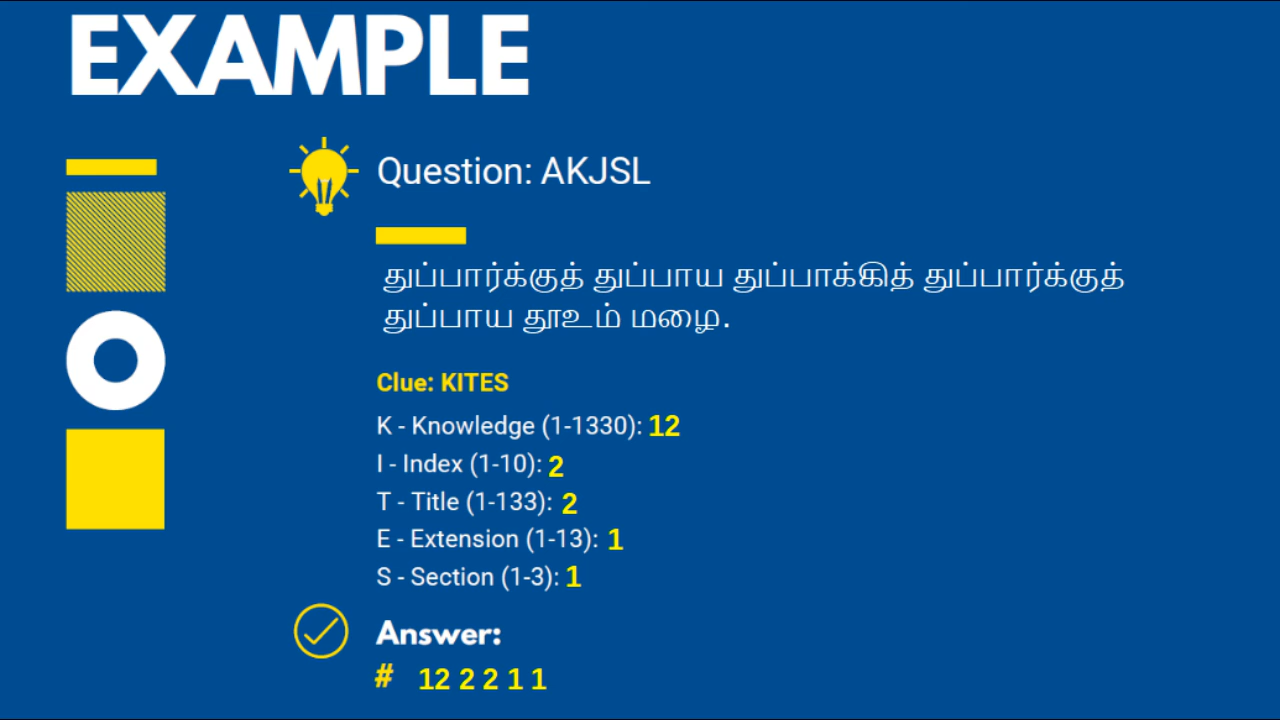 EXAMPLE
Question: AKJSL
துப்பார்க்குத் துப்பாய துப்பாக்கித் துப்பார்க்குத்
துப்பாய தூஉம் மழை.
Clue: KITES
K - Knowledge (1-1330): 12
I - Index (1-10): 2
T - Title (1-133): 2
E - Extension (1-13): 1
S - Section (1-3): 1
Answer:
# 12 2 2 1 1